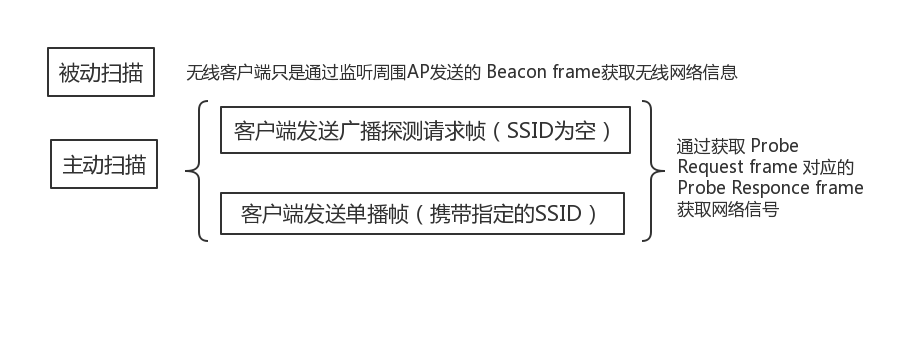 被动扫描
无线客户端只是通过监听周围AP发送的 Beacon frame获取无线网络信息
主动扫描
客户端发送广播探测请求帧（SSID为空）
客户端发送单播帧（携带指定的SSID）
通过获取 Probe
Request frame 对应的
Probe Responce frame
获取网络信号